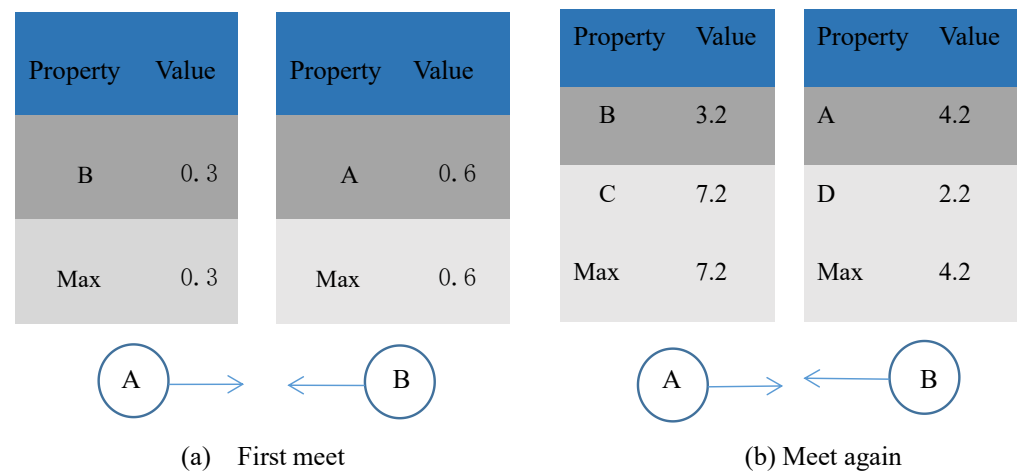 Property Value
B 0.3
Max 0.3
Property Value
A 0.6
Max 0.6
A
B
(a) First meet
Property Value
B 3.2
C 7.2
Max 7.2
Property Value
A 4.2
D 2.2
Max 4.2
A
B
(b) Meet again